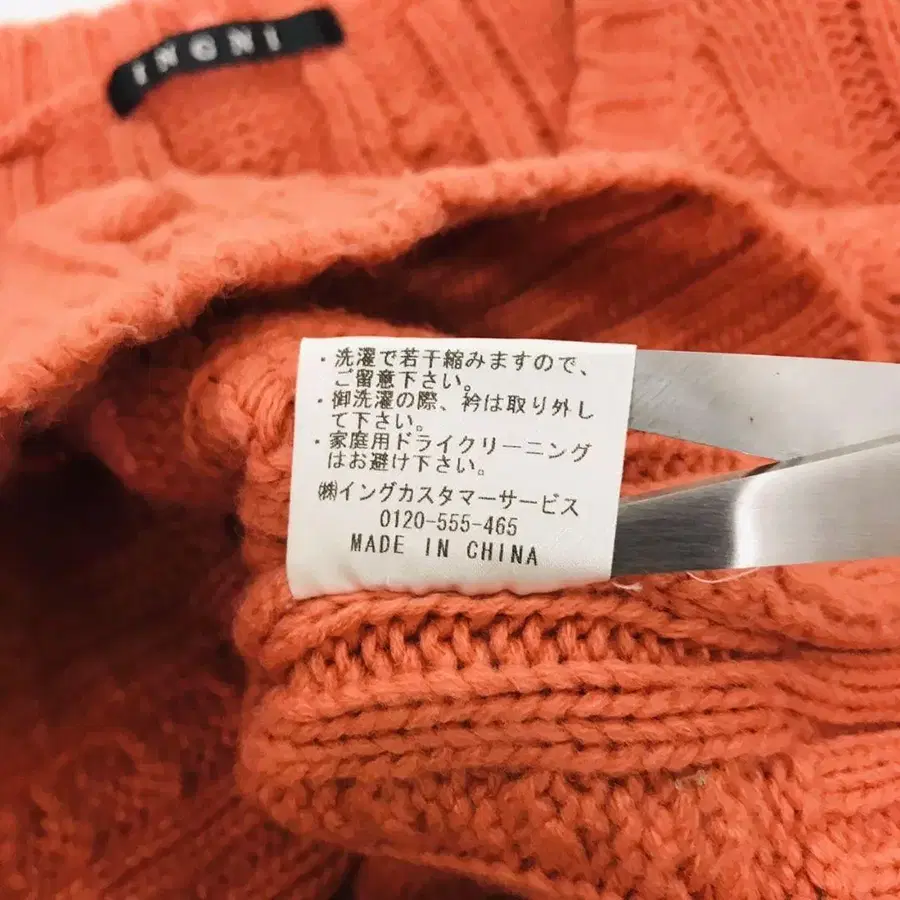 INGNI
・洗濯で若干縮みますので、
ご留意下さい。
・御洗濯の際、衿は取り外し
て下さい。
・家庭用ドライクリーニング
はお避け下さい。
㈱イングカスタマーサービス
0120-555-465
MADE IN CHINA